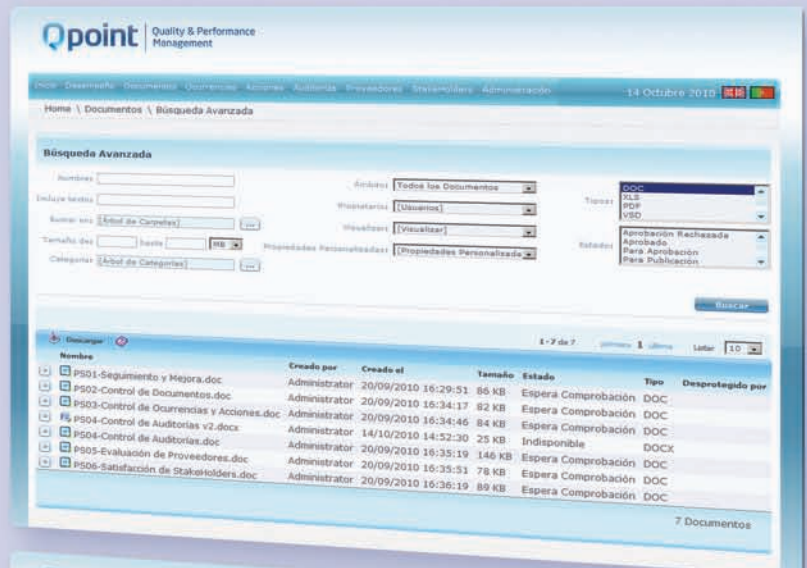 Qpoint
Quality & Performance
Management
Inicio Desempeño Documentos Ocurrencias Acciones Auditorías Proveedores Stakeholders Administración
14 Octubre 2010
Home \ Documentos \ Búsqueda Avanzada
Búsqueda Avanzada
Nombre:
Ámbito: Todos los Documentos
Tipos: DOC
XLS
PDF
VSD
Incluye texto:
Propietario: [Usuarios]
Buscar en: [Árbol de Carpetas] ...
Visualizar: [Visualizar]
Estado: Aprobación Rechazada
Aprobado
Para Aprobación
Para Publicación
Tamaño de: hasta MB
Propiedades Personalizadas: [Propiedades Personalizada
Categoría: [Árbol de Categorías] ...
Buscar
Descargar
1-7 de 7
1
Listar 10
Nombre Creado por Creado el Tamaño Estado Tipo Desprotegido por
PS01-Seguimiento y Mejora.doc Administrator 20/09/2010 16:29:51 86 KB Espera Comprobación DOC
PS02-Control de Documentos.doc Administrator 20/09/2010 16:34:17 82 KB Espera Comprobación DOC
PS03-Control de Ocurrencias y Acciones.doc Administrator 20/09/2010 16:34:46 84 KB Espera Comprobación DOC
PS04-Control de Auditorías v2.docx Administrator 14/10/2010 14:52:30 25 KB Indisponible DOCX
PS04-Control de Auditorías.doc Administrator 20/09/2010 16:35:19 146 KB Espera Comprobación DOC
PS05-Evaluación de Proveedores.doc Administrator 20/09/2010 16:35:51 78 KB Espera Comprobación DOC
PS06-Satisfacción de StakeHolders.doc Administrator 20/09/2010 16:36:19 89 KB Espera Comprobación DOC
7 Documentos